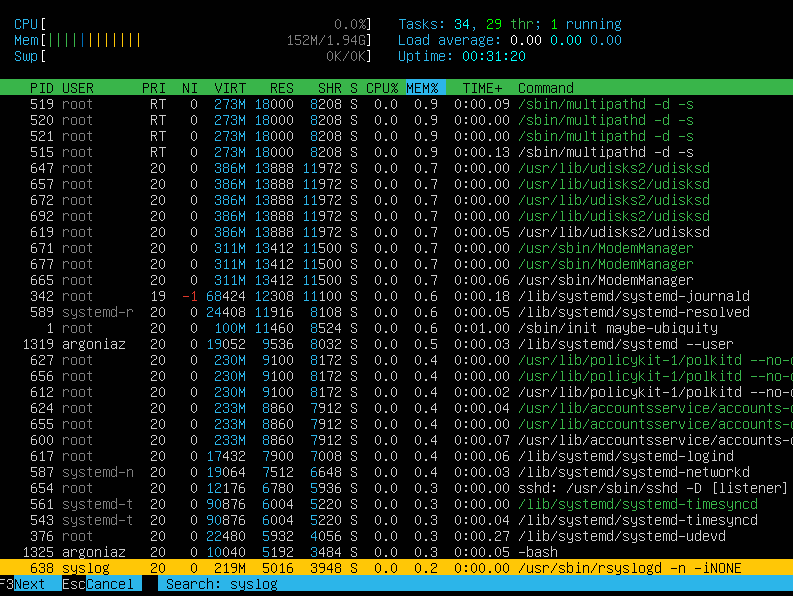 CPU[ 0.0%] Tasks: 34, 29 thr; 1 running
Mem[|||||||||||| 152M/1.94G] Load average: 0.00 0.00 0.00
Swp[ 0K/0K] Uptime: 00:31:20
PID USER PRI NI VIRT RES SHR S CPU% MEM% TIME+ Command
519 root RT 0 273M 18000 8208 S 0.0 0.9 0:00.09 /sbin/multipathd -d -s
520 root RT 0 273M 18000 8208 S 0.0 0.9 0:00.00 /sbin/multipathd -d -s
521 root RT 0 273M 18000 8208 S 0.0 0.9 0:00.00 /sbin/multipathd -d -s
515 root RT 0 273M 18000 8208 S 0.0 0.9 0:00.13 /sbin/multipathd -d -s
647 root 20 0 386M 13888 11972 S 0.0 0.7 0:00.00 /usr/lib/udisks2/udisksd
657 root 20 0 386M 13888 11972 S 0.0 0.7 0:00.00 /usr/lib/udisks2/udisksd
672 root 20 0 386M 13888 11972 S 0.0 0.7 0:00.00 /usr/lib/udisks2/udisksd
692 root 20 0 386M 13888 11972 S 0.0 0.7 0:00.00 /usr/lib/udisks2/udisksd
619 root 20 0 386M 13888 11972 S 0.0 0.7 0:00.05 /usr/lib/udisks2/udisksd
671 root 20 0 311M 13412 11500 S 0.0 0.7 0:00.00 /usr/sbin/ModemManager
677 root 20 0 311M 13412 11500 S 0.0 0.7 0:00.00 /usr/sbin/ModemManager
665 root 20 0 311M 13412 11500 S 0.0 0.7 0:00.06 /usr/sbin/ModemManager
342 root 19 -1 68424 12308 11100 S 0.0 0.6 0:00.18 /lib/systemd/systemd-journald
589 systemd-r 20 0 24408 11916 8108 S 0.0 0.6 0:00.05 /lib/systemd/systemd-resolved
1 root 20 0 100M 11460 8524 S 0.0 0.6 0:01.00 /sbin/init maybe-ubiquity
1319 argoniaz 20 0 19052 9536 8032 S 0.0 0.5 0:00.03 /lib/systemd/systemd --user
627 root 20 0 230M 9100 8172 S 0.0 0.4 0:00.00 /usr/lib/policykit-1/polkitd --no-
656 root 20 0 230M 9100 8172 S 0.0 0.4 0:00.00 /usr/lib/policykit-1/polkitd --no-
612 root 20 0 230M 9100 8172 S 0.0 0.4 0:00.02 /usr/lib/policykit-1/polkitd --no-
624 root 20 0 233M 8860 7912 S 0.0 0.4 0:00.04 /usr/lib/accountsservice/accounts-
655 root 20 0 233M 8860 7912 S 0.0 0.4 0:00.00 /usr/lib/accountsservice/accounts-
600 root 20 0 233M 8860 7912 S 0.0 0.4 0:00.07 /usr/lib/accountsservice/accounts-
617 root 20 0 17432 7900 7008 S 0.0 0.4 0:00.06 /lib/systemd/systemd-logind
587 systemd-n 20 0 19064 7512 6648 S 0.0 0.4 0:00.03 /lib/systemd/systemd-networkd
654 root 20 0 12176 6780 5936 S 0.0 0.3 0:00.00 sshd: /usr/sbin/sshd -D [listener]
561 systemd-t 20 0 90876 6004 5220 S 0.0 0.3 0:00.00 /lib/systemd/systemd-timesyncd
543 systemd-t 20 0 90876 6004 5220 S 0.0 0.3 0:00.04 /lib/systemd/systemd-timesyncd
376 root 20 0 22480 5932 4056 S 0.0 0.3 0:00.27 /lib/systemd/systemd-udevd
1325 argoniaz 20 0 10040 5192 3484 S 0.0 0.3 0:00.05 -bash
638 syslog 20 0 219M 5016 3948 S 0.0 0.2 0:00.00 /usr/sbin/rsyslogd -n -iNONE
F3Next EscCancel Search: syslog